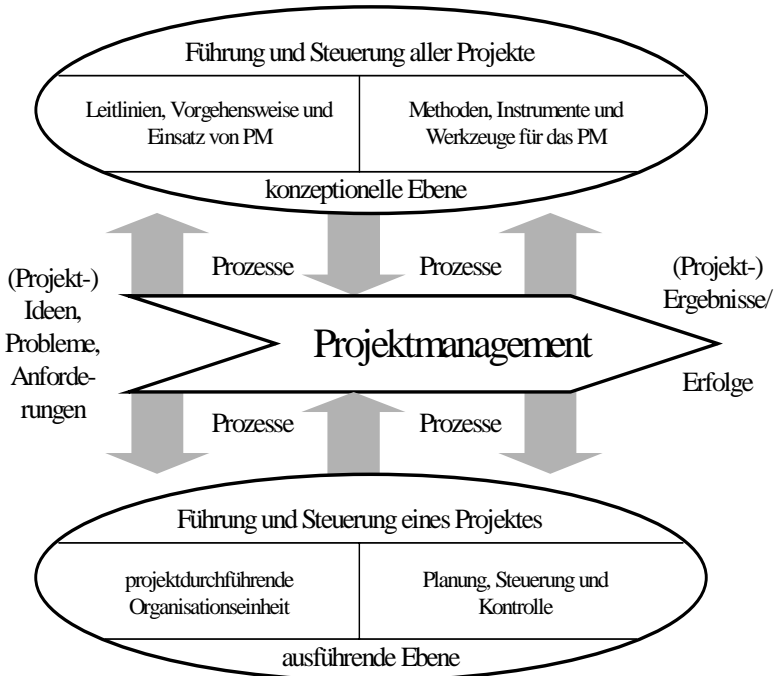 Führung und Steuerung aller Projekte
Leitlinien, Vorgehensweise und
Einsatz von PM
Methoden, Instrumente und
Werkzeuge für das PM
konzeptionelle Ebene
Prozesse
Prozesse
(Projekt-)
Ideen,
Probleme,
Anforde-
rungen
Projektmanagement
(Projekt-)
Ergebnisse/
Erfolge
Prozesse
Prozesse
Führung und Steuerung eines Projektes
projektdurchführende
Organisationseinheit
Planung, Steuerung und
Kontrolle
ausführende Ebene